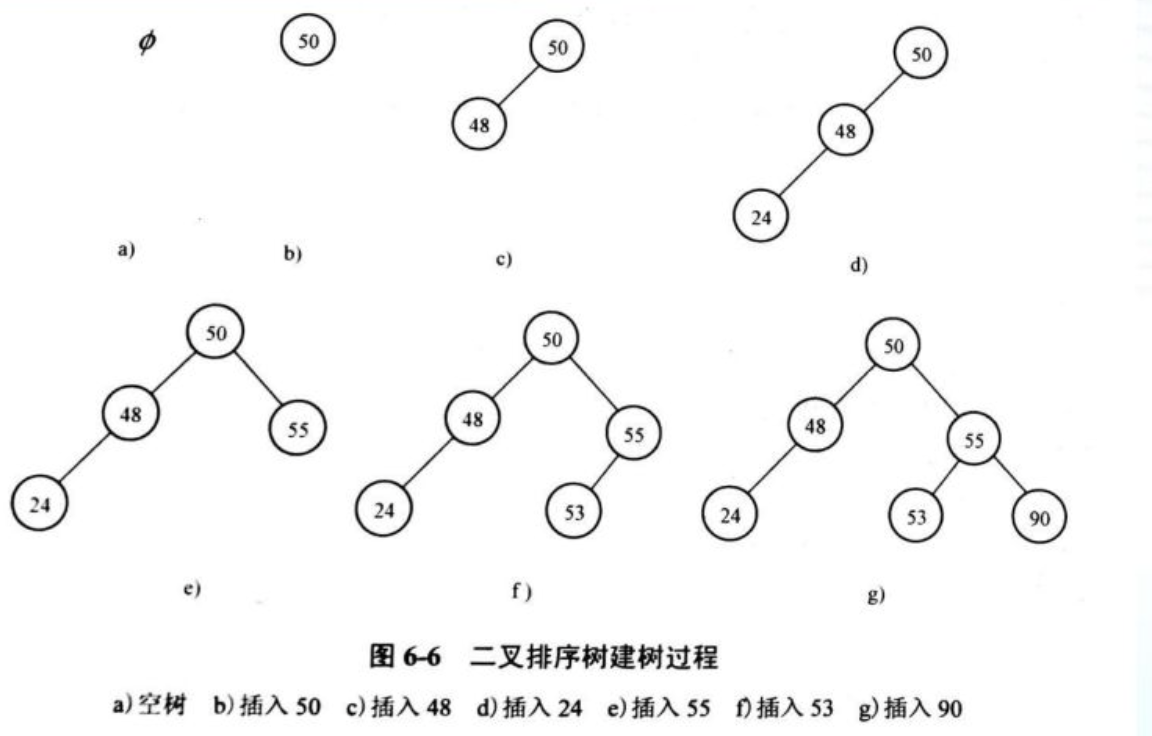 ϕ 50 50 50
48 48
24
a) b) c) d)
50 50 50
48 55 48 55 48 55
24 24 53 24 53 90
e) f) g)
图 6-6 二叉排序树建树过程
a)空树 b)插入 50 c)插入 48 d)插入 24 e)插入 55 f)插入 53 g)插入 90